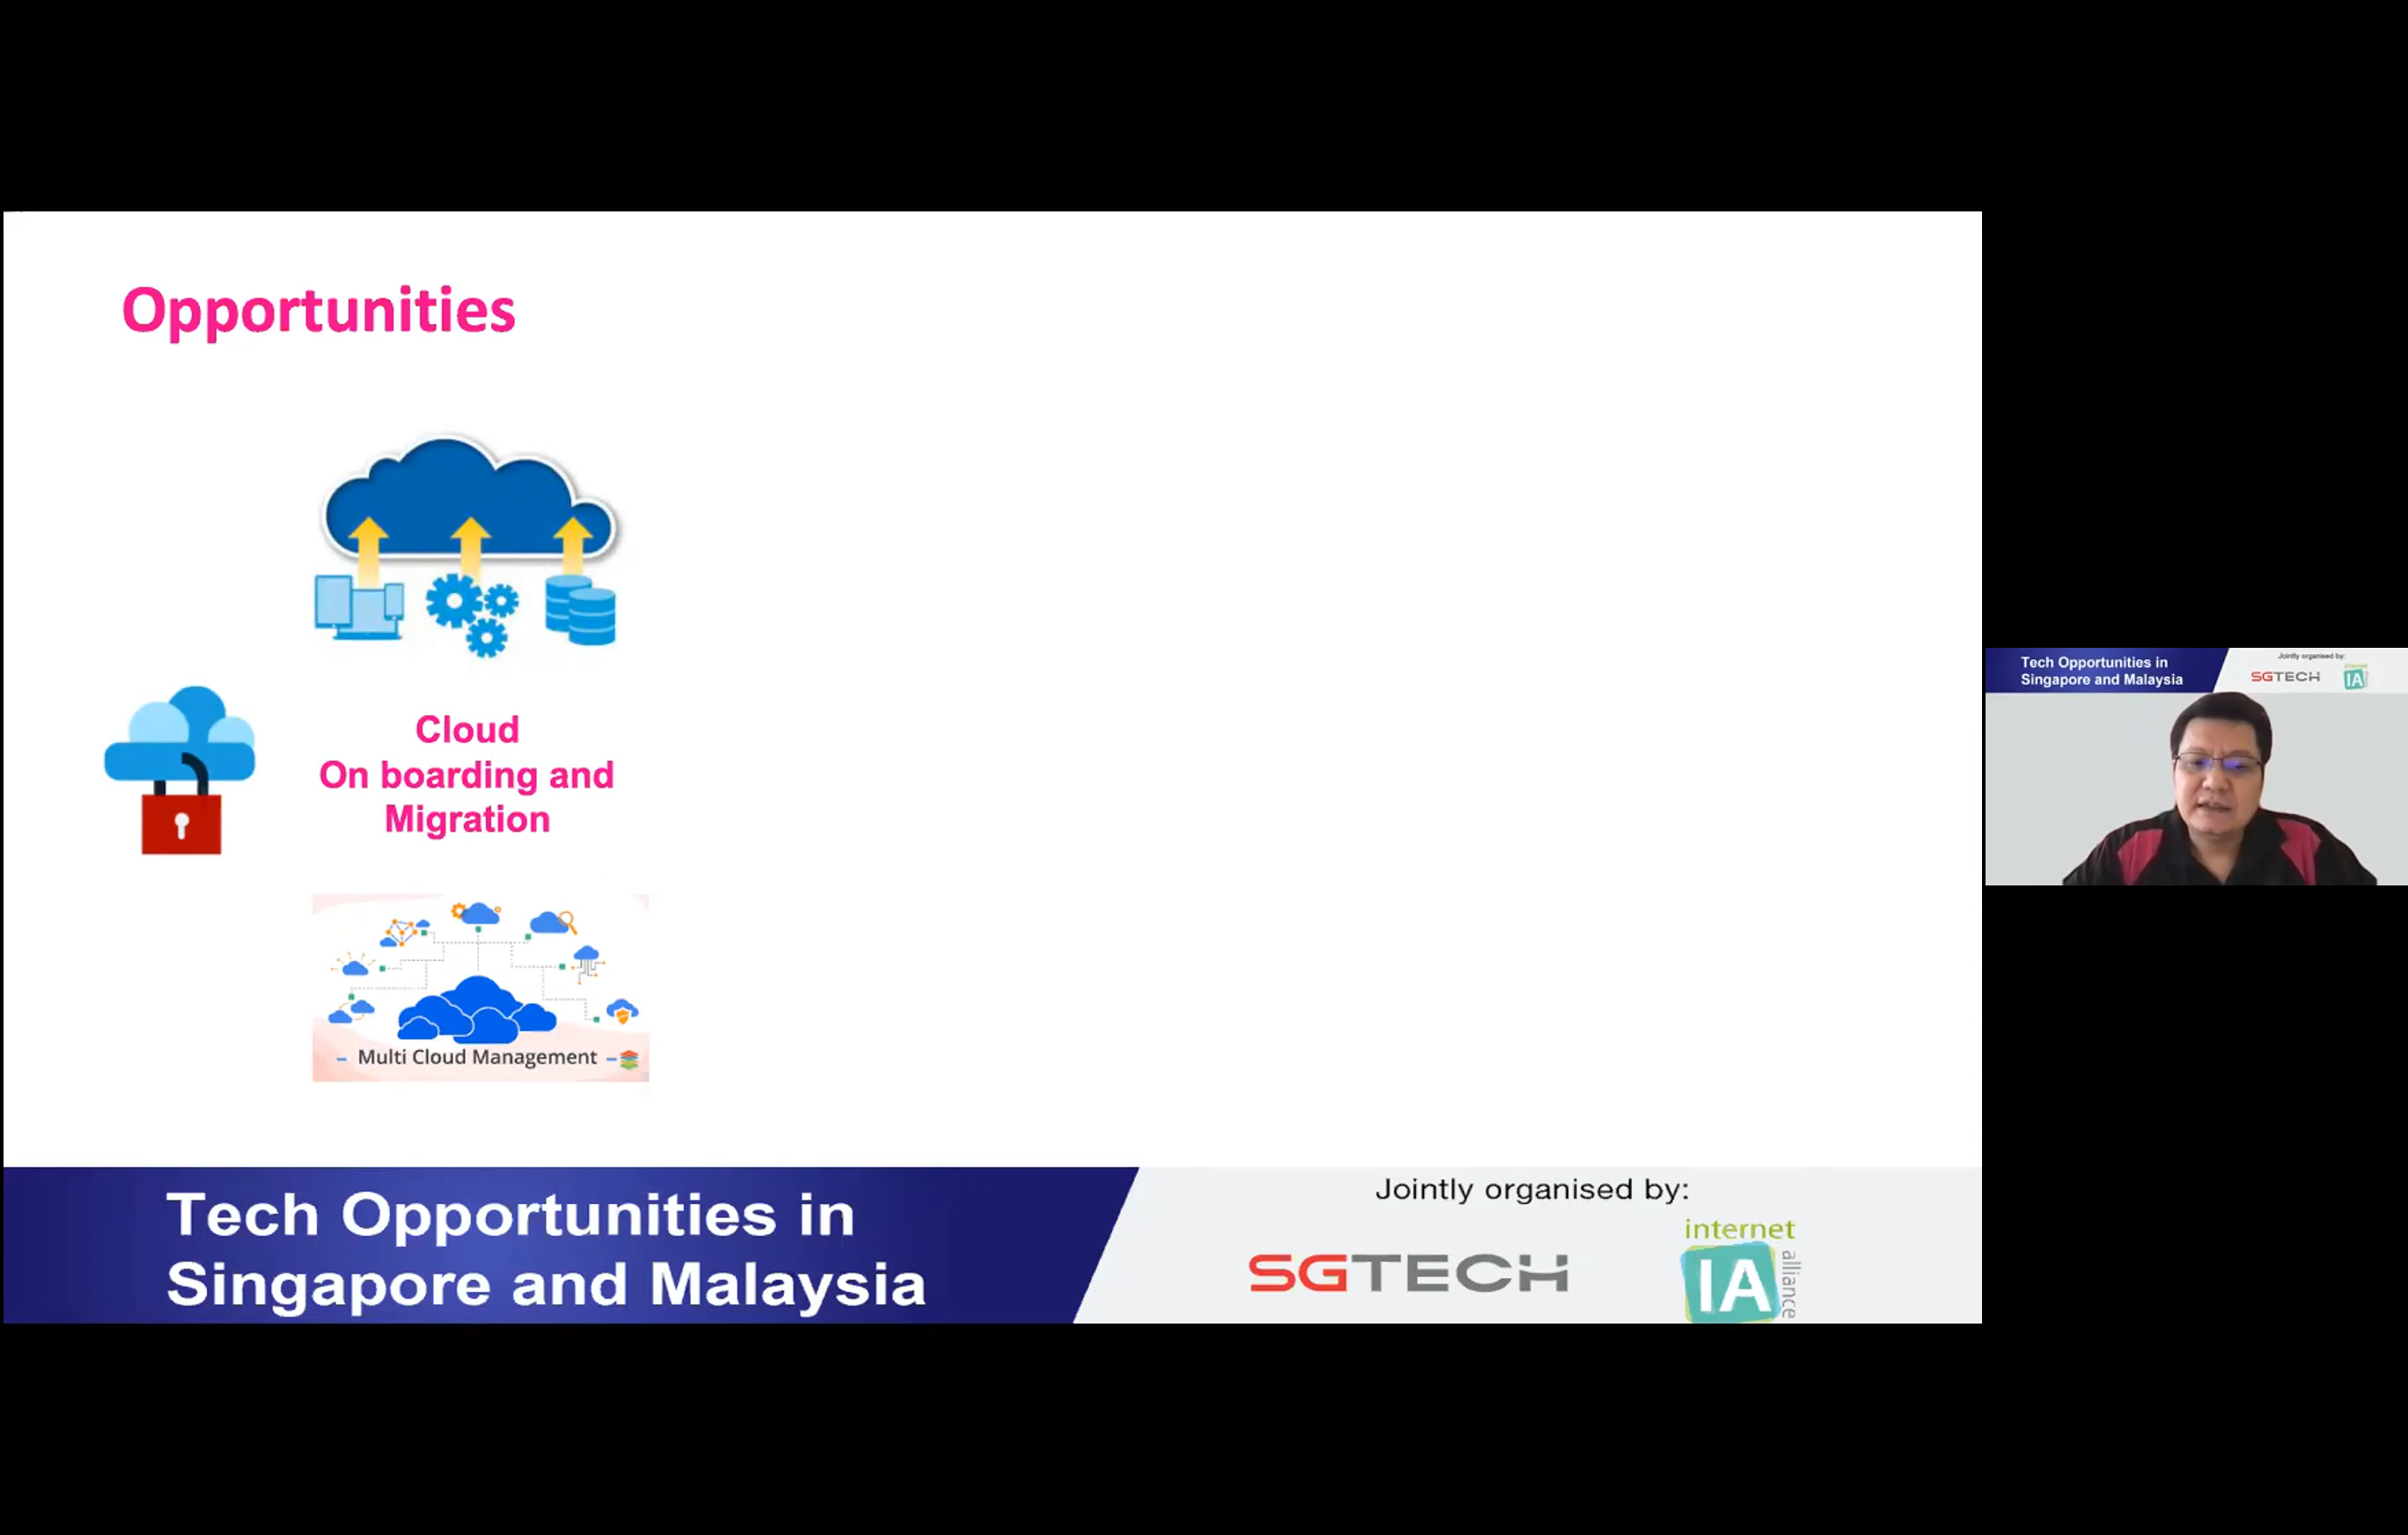 Opportunities
Cloud
On boarding and
Migration
Multi Cloud Management
Tech Opportunities in
Singapore and Malaysia
Jointly organised by:
SGTECH
internet
IA
alliance
Tech Opportunities in
Singapore and Malaysia
Jointly organised by:
SGTECH
internet
IA